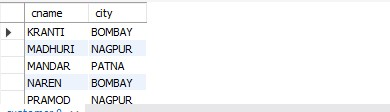 cname city
KRANTI BOMBAY
MADHURI NAGPUR
MANDAR PATNA
NAREN BOMBAY
PRAMOD NAGPUR